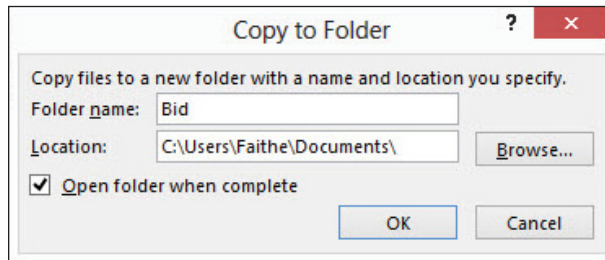 Copy to Folder
?
×
Copy files to a new folder with a name and location you specify.
Folder name: Bid
Location: C:\Users\Faithe\Documents\ Browse...
Open folder when complete
OK Cancel